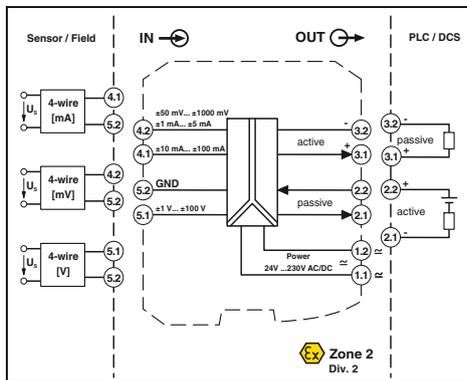 Sensor / Field
IN
OUT
PLC / DCS
Us
4-wire
[mA]
4.1
5.2
Us
4-wire
[mV]
4.2
5.2
Us
4-wire
[V]
5.1
5.2
±50 mV... ±1000 mV
±1 mA...±5 mA
4.2
±10 mA... ±100 mA
4.1
GND
5.2
±1 V... ±100 V
5.1
-
3.2
active
+
3.1
2.2
passive
2.1
Power
1.2 ≃
24V ...230V AC/DC
≃
1.1 ≃
3.2
-
passive
+
3.1
2.2
+
active
2.1
-
Ex
Zone 2
Div. 2